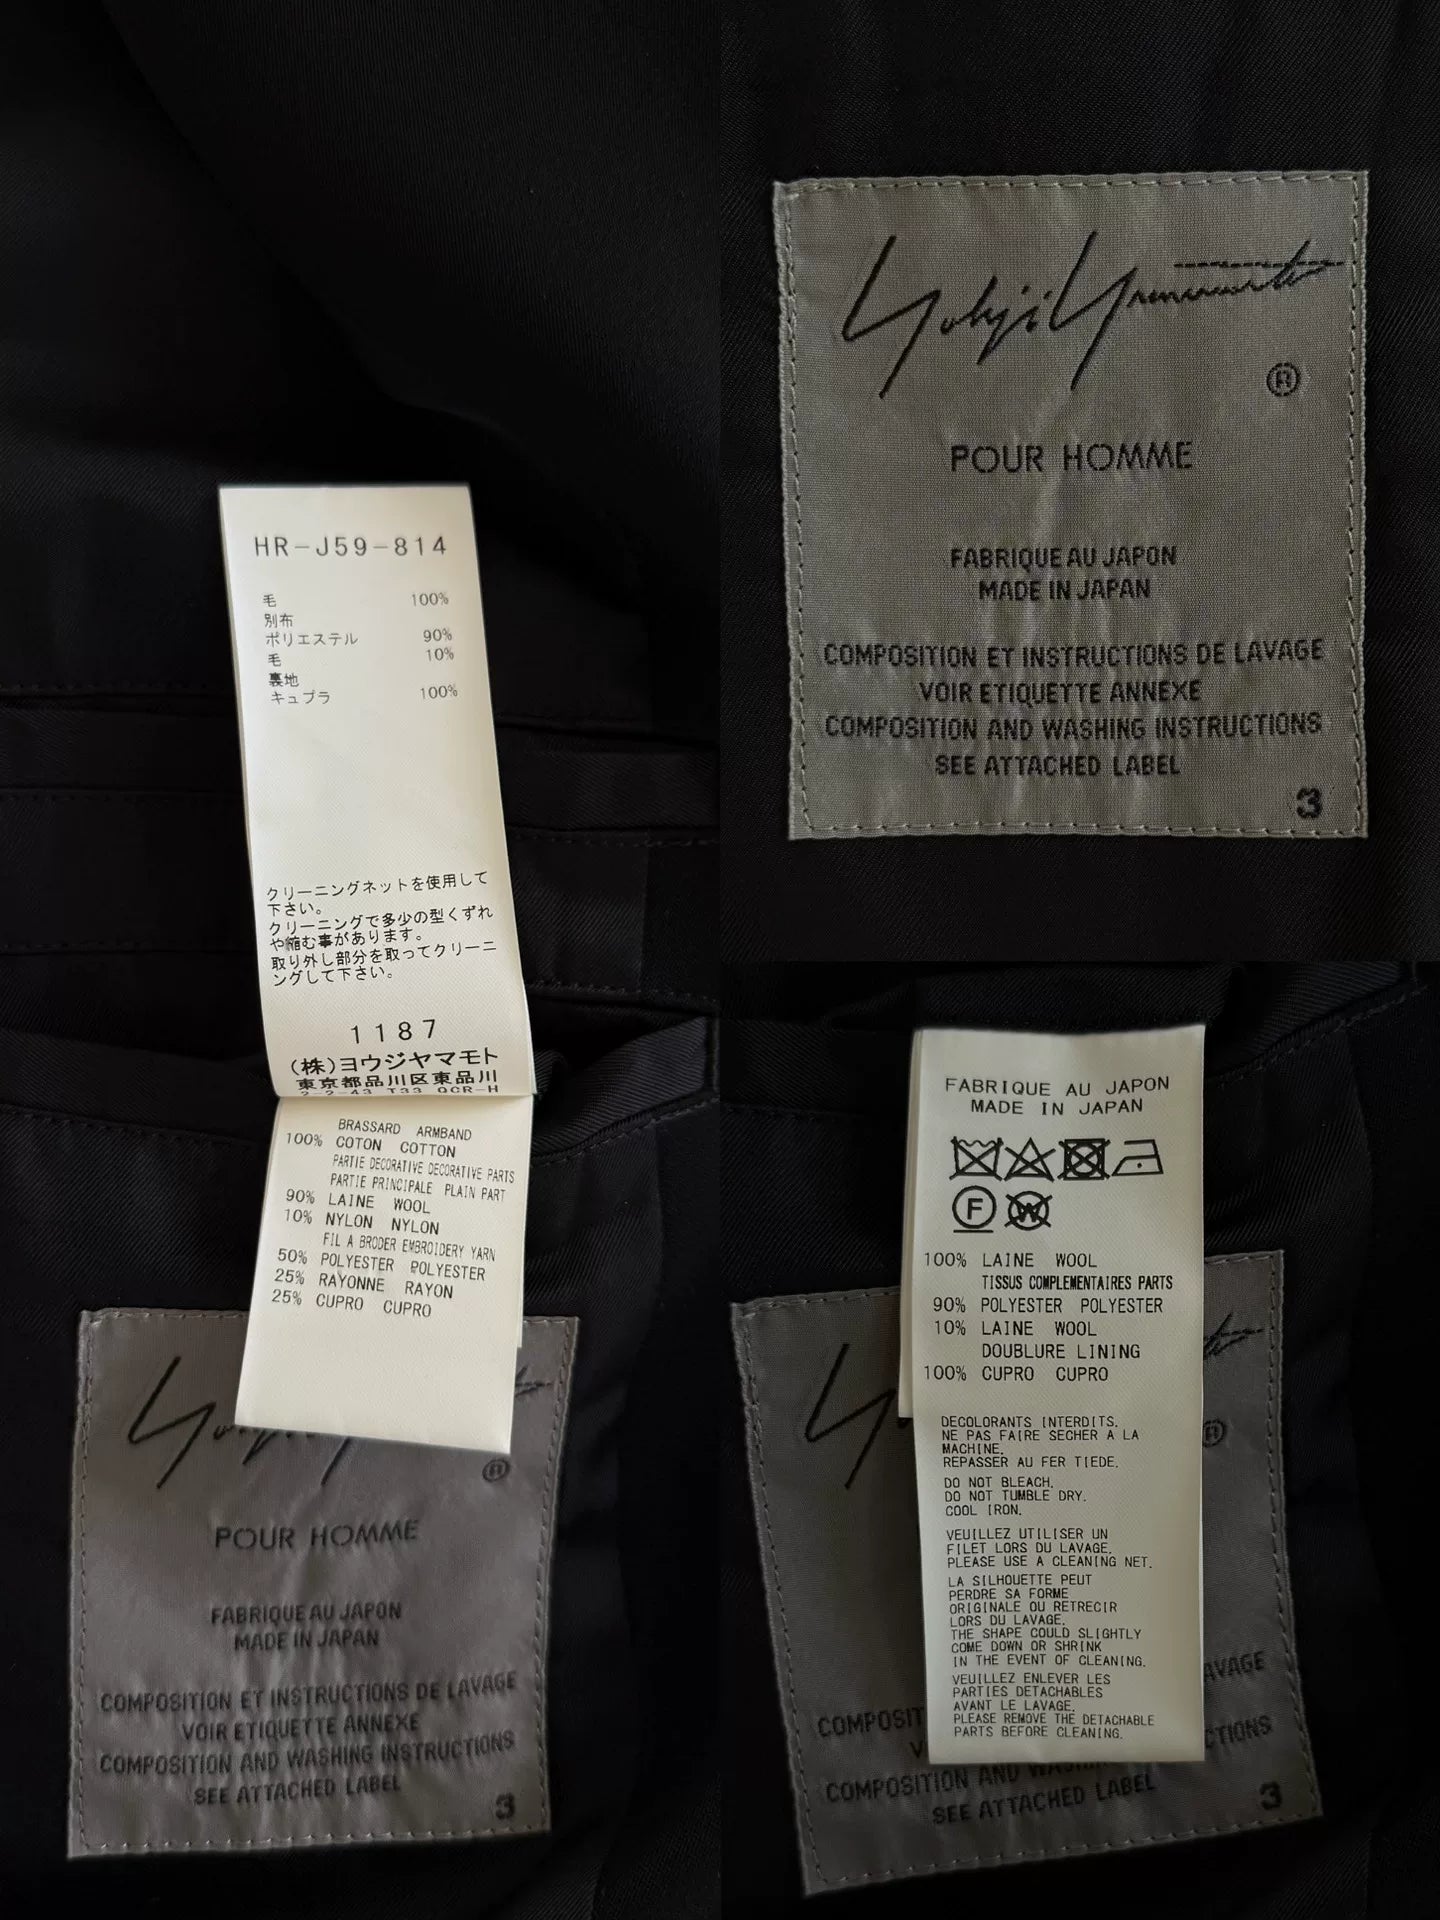 HR-J59-814
毛 100%
別布
ポリエステル 90%
毛 10%
裏地
キュプラ 100%
クリーニングネットを使用して
下さい。
クリーニングで多少の型くずれ
や縮む事があります。
取り外し部分を取ってクリーニ
ングして下さい。
1187
(株)ヨウジヤマモト
東京都品川区東品川
2-2-43 T33 OCR-H
BRASSARD ARMBAND
100% COTON COTTON
PARTIE DECORATIVE DECORATIVE PARTS
PARTIE PRINCIPALE PLAIN PART
90% LAINE WOOL
10% NYLON NYLON
FIL A BRODER EMBROIDERY YARN
50% POLYESTER POLYESTER
25% RAYONNE RAYON
25% CUPRO CUPRO
®
POUR HOMME
FABRIQUE AU JAPON
MADE IN JAPAN
COMPOSITION ET INSTRUCTIONS DE LAVAGE
VOIR ETIQUETTE ANNEXE
COMPOSITION AND WASHING INSTRUCTIONS
SEE ATTACHED LABEL
3
Yohji Yamamoto
®
POUR HOMME
FABRIQUE AU JAPON
MADE IN JAPAN
COMPOSITION ET INSTRUCTIONS DE LAVAGE
VOIR ETIQUETTE ANNEXE
COMPOSITION AND WASHING INSTRUCTIONS
SEE ATTACHED LABEL
3
FABRIQUE AU JAPON
MADE IN JAPAN
F W
100% LAINE WOOL
TISSUS COMPLEMENTAIRES PARTS
90% POLYESTER POLYESTER
10% LAINE WOOL
DOUBLURE LINING
100% CUPRO CUPRO
DECOLORANTS INTERDITS.
NE PAS FAIRE SECHER A LA
MACHINE.
REPASSER AU FER TIEDE.
DO NOT BLEACH.
DO NOT TUMBLE DRY.
COOL IRON.
VEUILLEZ UTILISER UN
FILET LORS DU LAVAGE.
PLEASE USE A CLEANING NET.
LA SILHOUETTE PEUT
PERDRE SA FORME
ORIGINALE OU RETRECIR
LORS DU LAVAGE.
THE SHAPE COULD SLIGHTLY
COME DOWN OR SHRINK
IN THE EVENT OF CLEANING.
VEUILLEZ ENLEVER LES
PARTIES DETACHABLES
AVANT LE LAVAGE.
PLEASE REMOVE THE DETACHABLE
PARTS BEFORE CLEANING.
®
COMPOSIT AVAGE
V
COMPOSITION AND W CTIONS
SEE ATTACHED LABEL
3